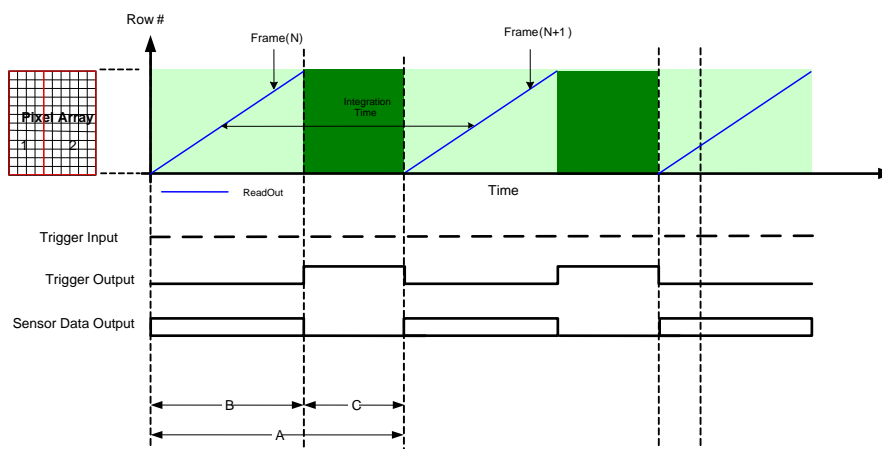 Row #
Frame(N)
Frame(N+1)
Integration
Time
Pixel Array
1 2
ReadOut
Time
Trigger Input
Trigger Output
Sensor Data Output
B
C
A